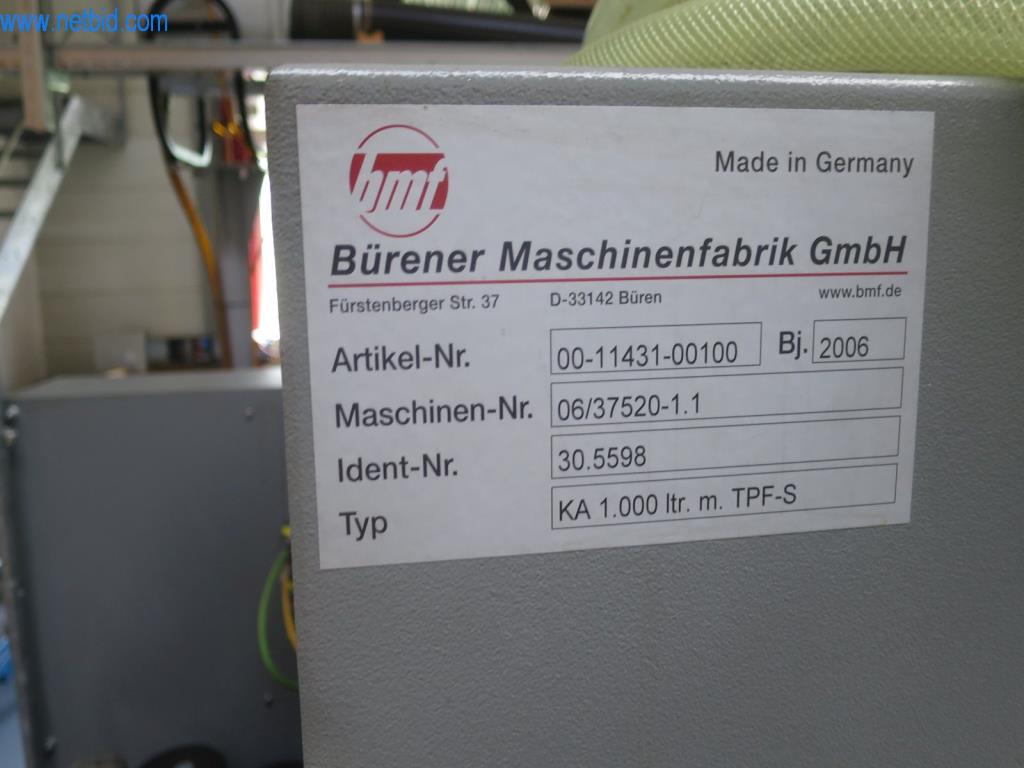 www.netbid.com
bmf
Made in Germany
Bürener Maschinenfabrik GmbH
Fürstenberger Str. 37 D-33142 Büren www.bmf.de
Artikel-Nr. 00-11431-00100 Bj. 2006
Maschinen-Nr. 06/37520-1.1
Ident-Nr. 30.5598
Typ KA 1.000 ltr. m. TPF-S